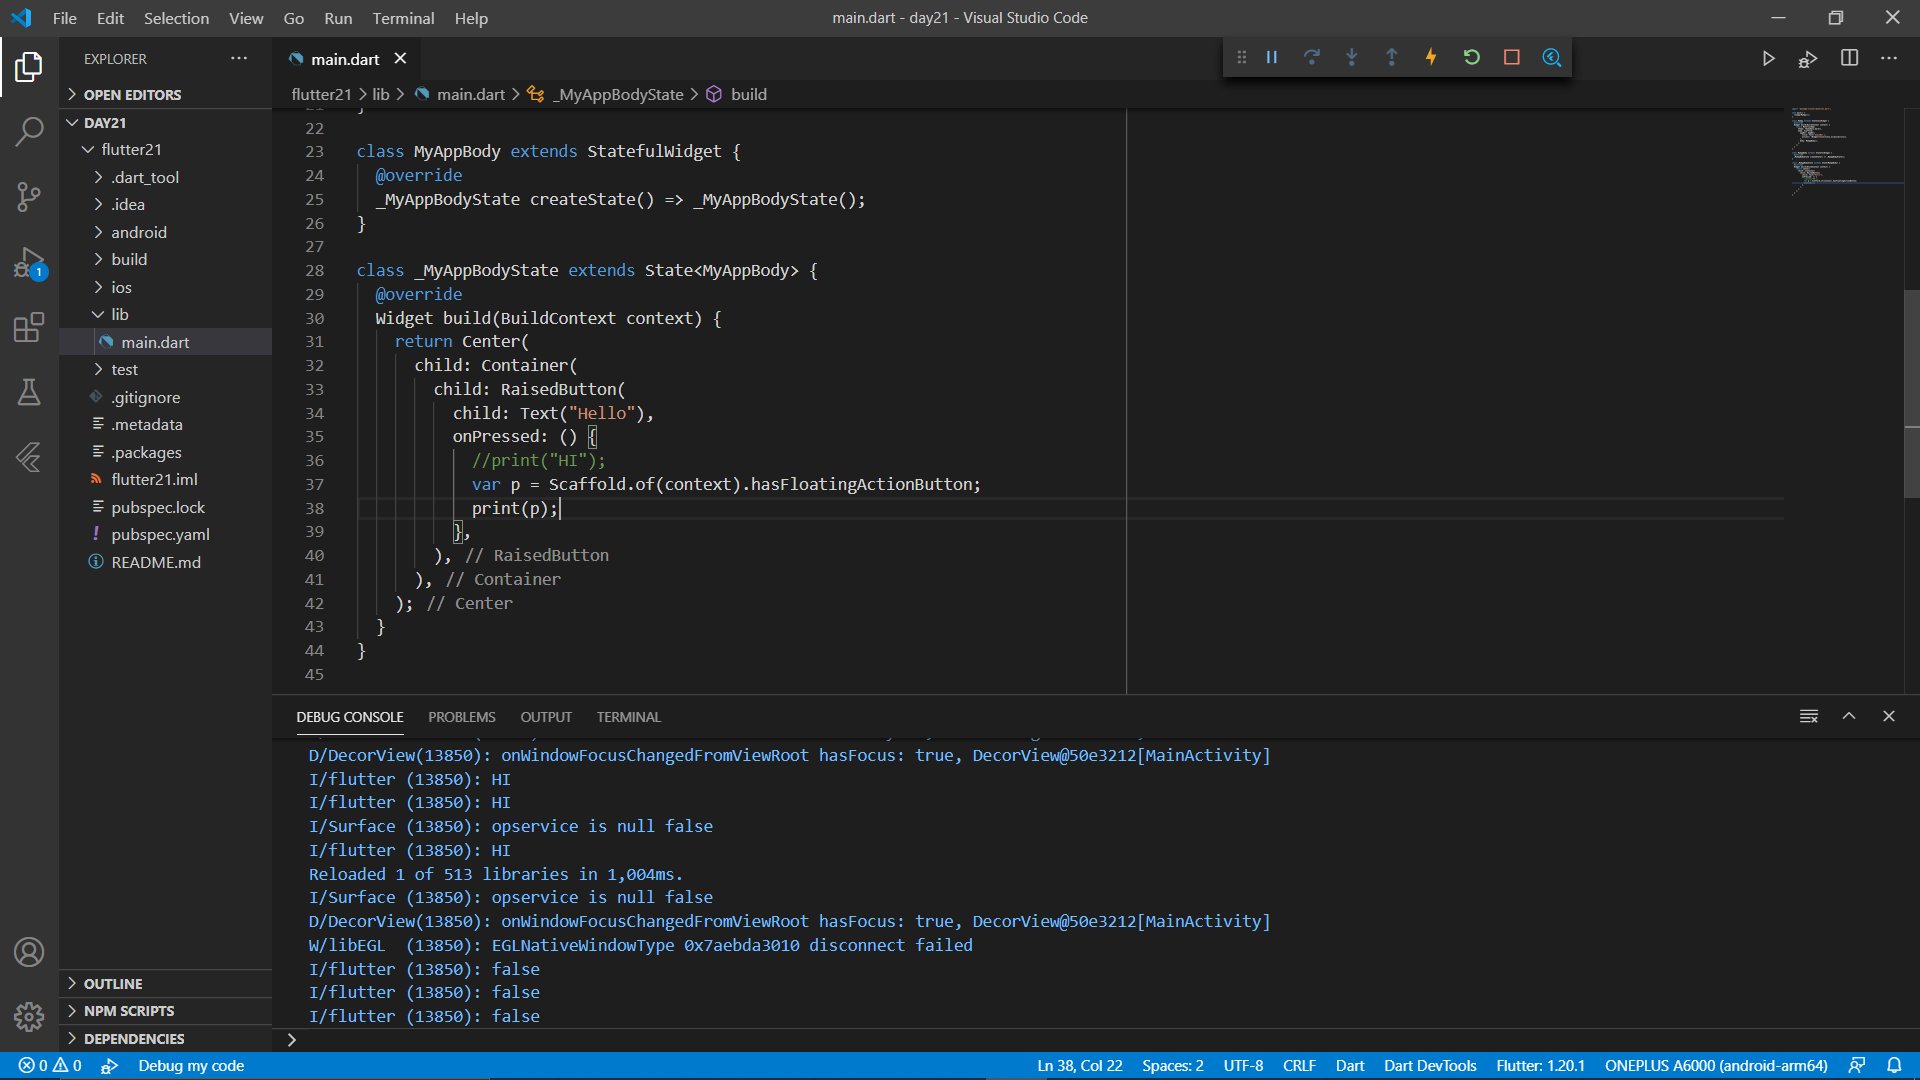 File Edit Selection View Go Run Terminal Help
main.dart - day21 - Visual Studio Code
EXPLORER
OPEN EDITORS
DAY21
flutter21
.dart_tool
.idea
android
build
ios
lib
main.dart
test
.gitignore
.metadata
.packages
flutter21.iml
pubspec.lock
pubspec.yaml
README.md
OUTLINE
NPM SCRIPTS
DEPENDENCIES
1
main.dart
flutter21 > lib > main.dart > _MyAppBodyState > build
22
23 class MyAppBody extends StatefulWidget {
24 @override
25 _MyAppBodyState createState() => _MyAppBodyState();
26 }
27
28 class _MyAppBodyState extends State<MyAppBody> {
29 @override
30 Widget build(BuildContext context) {
31 return Center(
32 child: Container(
33 child: RaisedButton(
34 child: Text("Hello"),
35 onPressed: () {
36 //print("HI");
37 var p = Scaffold.of(context).hasFloatingActionButton;
38 print(p);
39 },
40 ), // RaisedButton
41 ), // Container
42 ); // Center
43 }
44 }
45
DEBUG CONSOLE PROBLEMS OUTPUT TERMINAL
D/DecorView(13850): onWindowFocusChangedFromViewRoot hasFocus: true, DecorView@50e3212[MainActivity]
I/flutter (13850): HI
I/flutter (13850): HI
I/Surface (13850): opservice is null false
I/flutter (13850): HI
Reloaded 1 of 513 libraries in 1,004ms.
I/Surface (13850): opservice is null false
D/DecorView(13850): onWindowFocusChangedFromViewRoot hasFocus: true, DecorView@50e3212[MainActivity]
W/libEGL  (13850): EGLNativeWindowType 0x7aebda3010 disconnect failed
I/flutter (13850): false
I/flutter (13850): false
I/flutter (13850): false
0 0 Debug my code
Ln 38, Col 22 Spaces: 2 UTF-8 CRLF Dart Dart DevTools Flutter: 1.20.1 ONEPLUS A6000 (android-arm64)